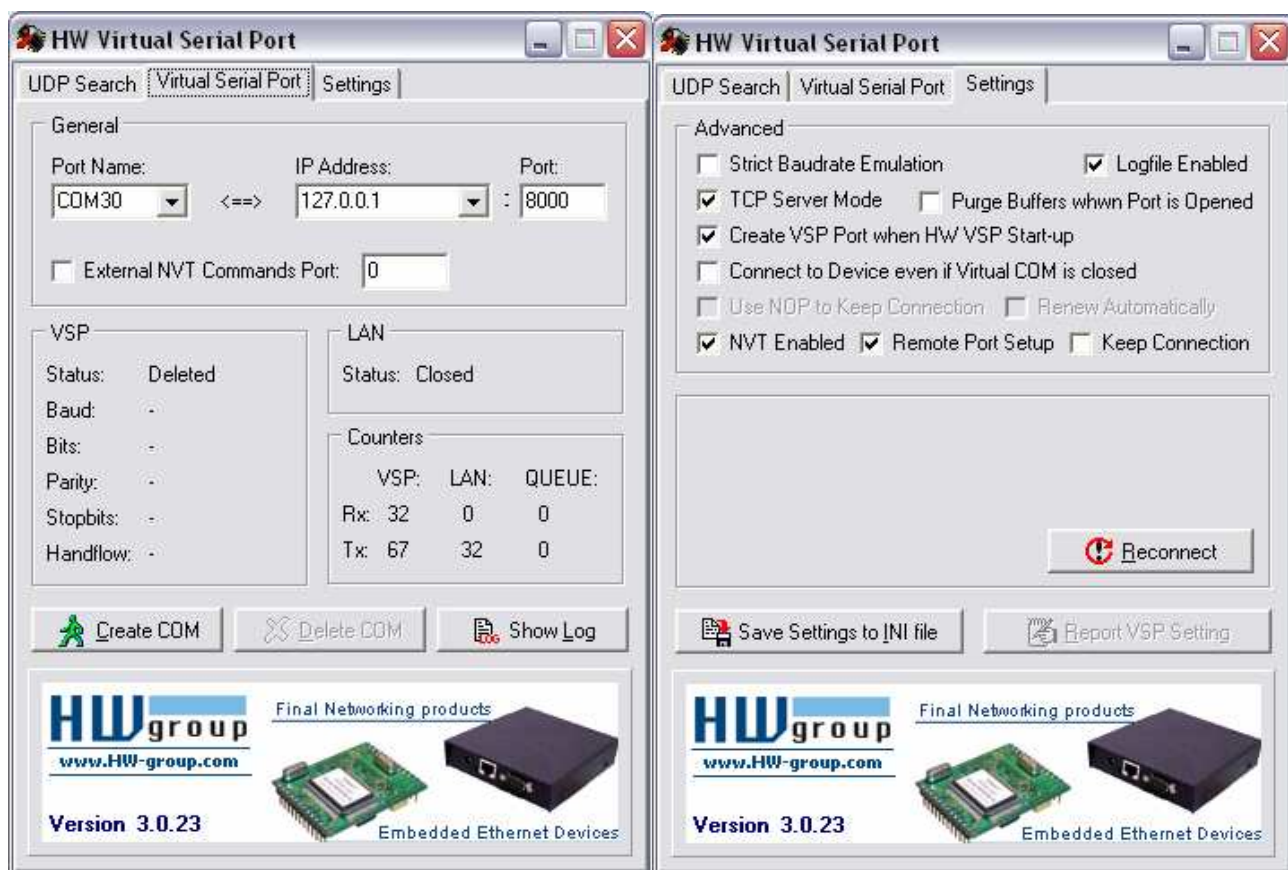 HW Virtual Serial Port
UDP Search Virtual Serial Port Settings
General
Port Name: IP Address: Port:
COM30 <==> 127.0.0.1 : 8000
External NVT Commands Port: 0
VSP
Status: Deleted
Baud: -
Bits: -
Parity: -
Stopbits: -
Handflow: -
LAN
Status: Closed
Counters
VSP: LAN: QUEUE:
Rx: 32 0 0
Tx: 67 32 0
Create COM Delete COM LOG Show Log
HWgroup
www.HW-group.com
Final Networking products
Version 3.0.23
Embedded Ethernet Devices
HW Virtual Serial Port
UDP Search Virtual Serial Port Settings
Advanced
Strict Baudrate Emulation Logfile Enabled
TCP Server Mode Purge Buffers whwn Port is Opened
Create VSP Port when HW VSP Start-up
Connect to Device even if Virtual COM is closed
Use NOP to Keep Connection Renew Automatically
NVT Enabled Remote Port Setup Keep Connection
Reconnect
Save Settings to INI file Report VSP Setting
HWgroup
www.HW-group.com
Final Networking products
Version 3.0.23
Embedded Ethernet Devices